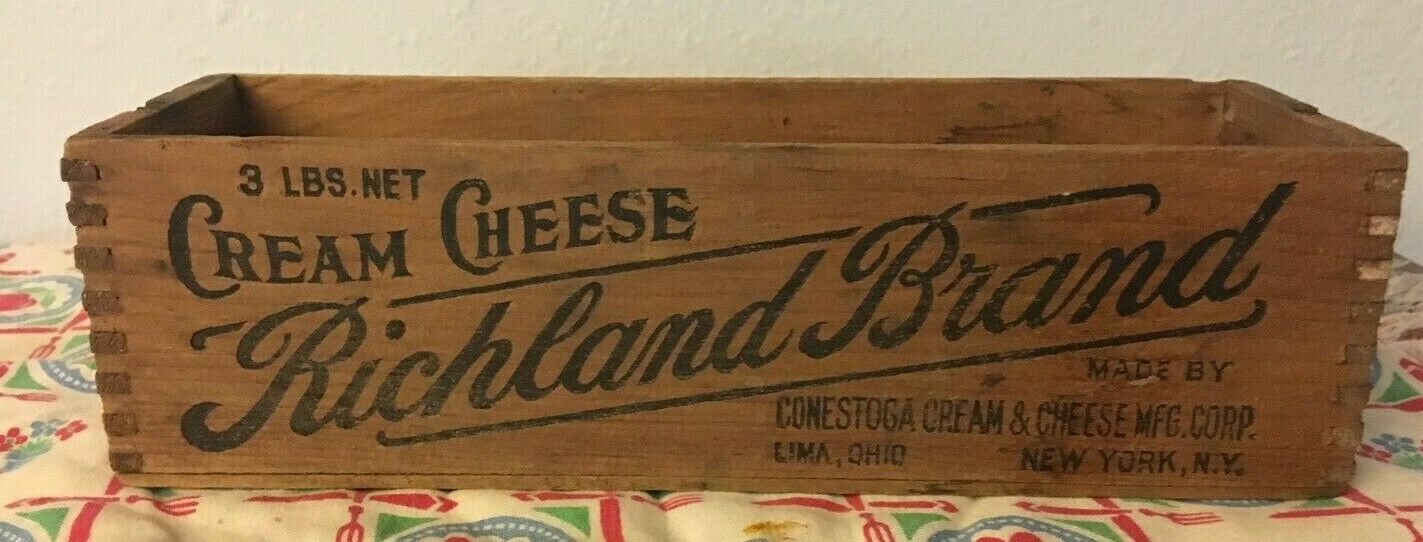 3 LBS. NET
CREAM CHEESE
Richland Brand
MADE BY
CONESTOGA CREAM & CHEESE MFG. CORP.
LIMA, OHIO NEW YORK, N.Y.